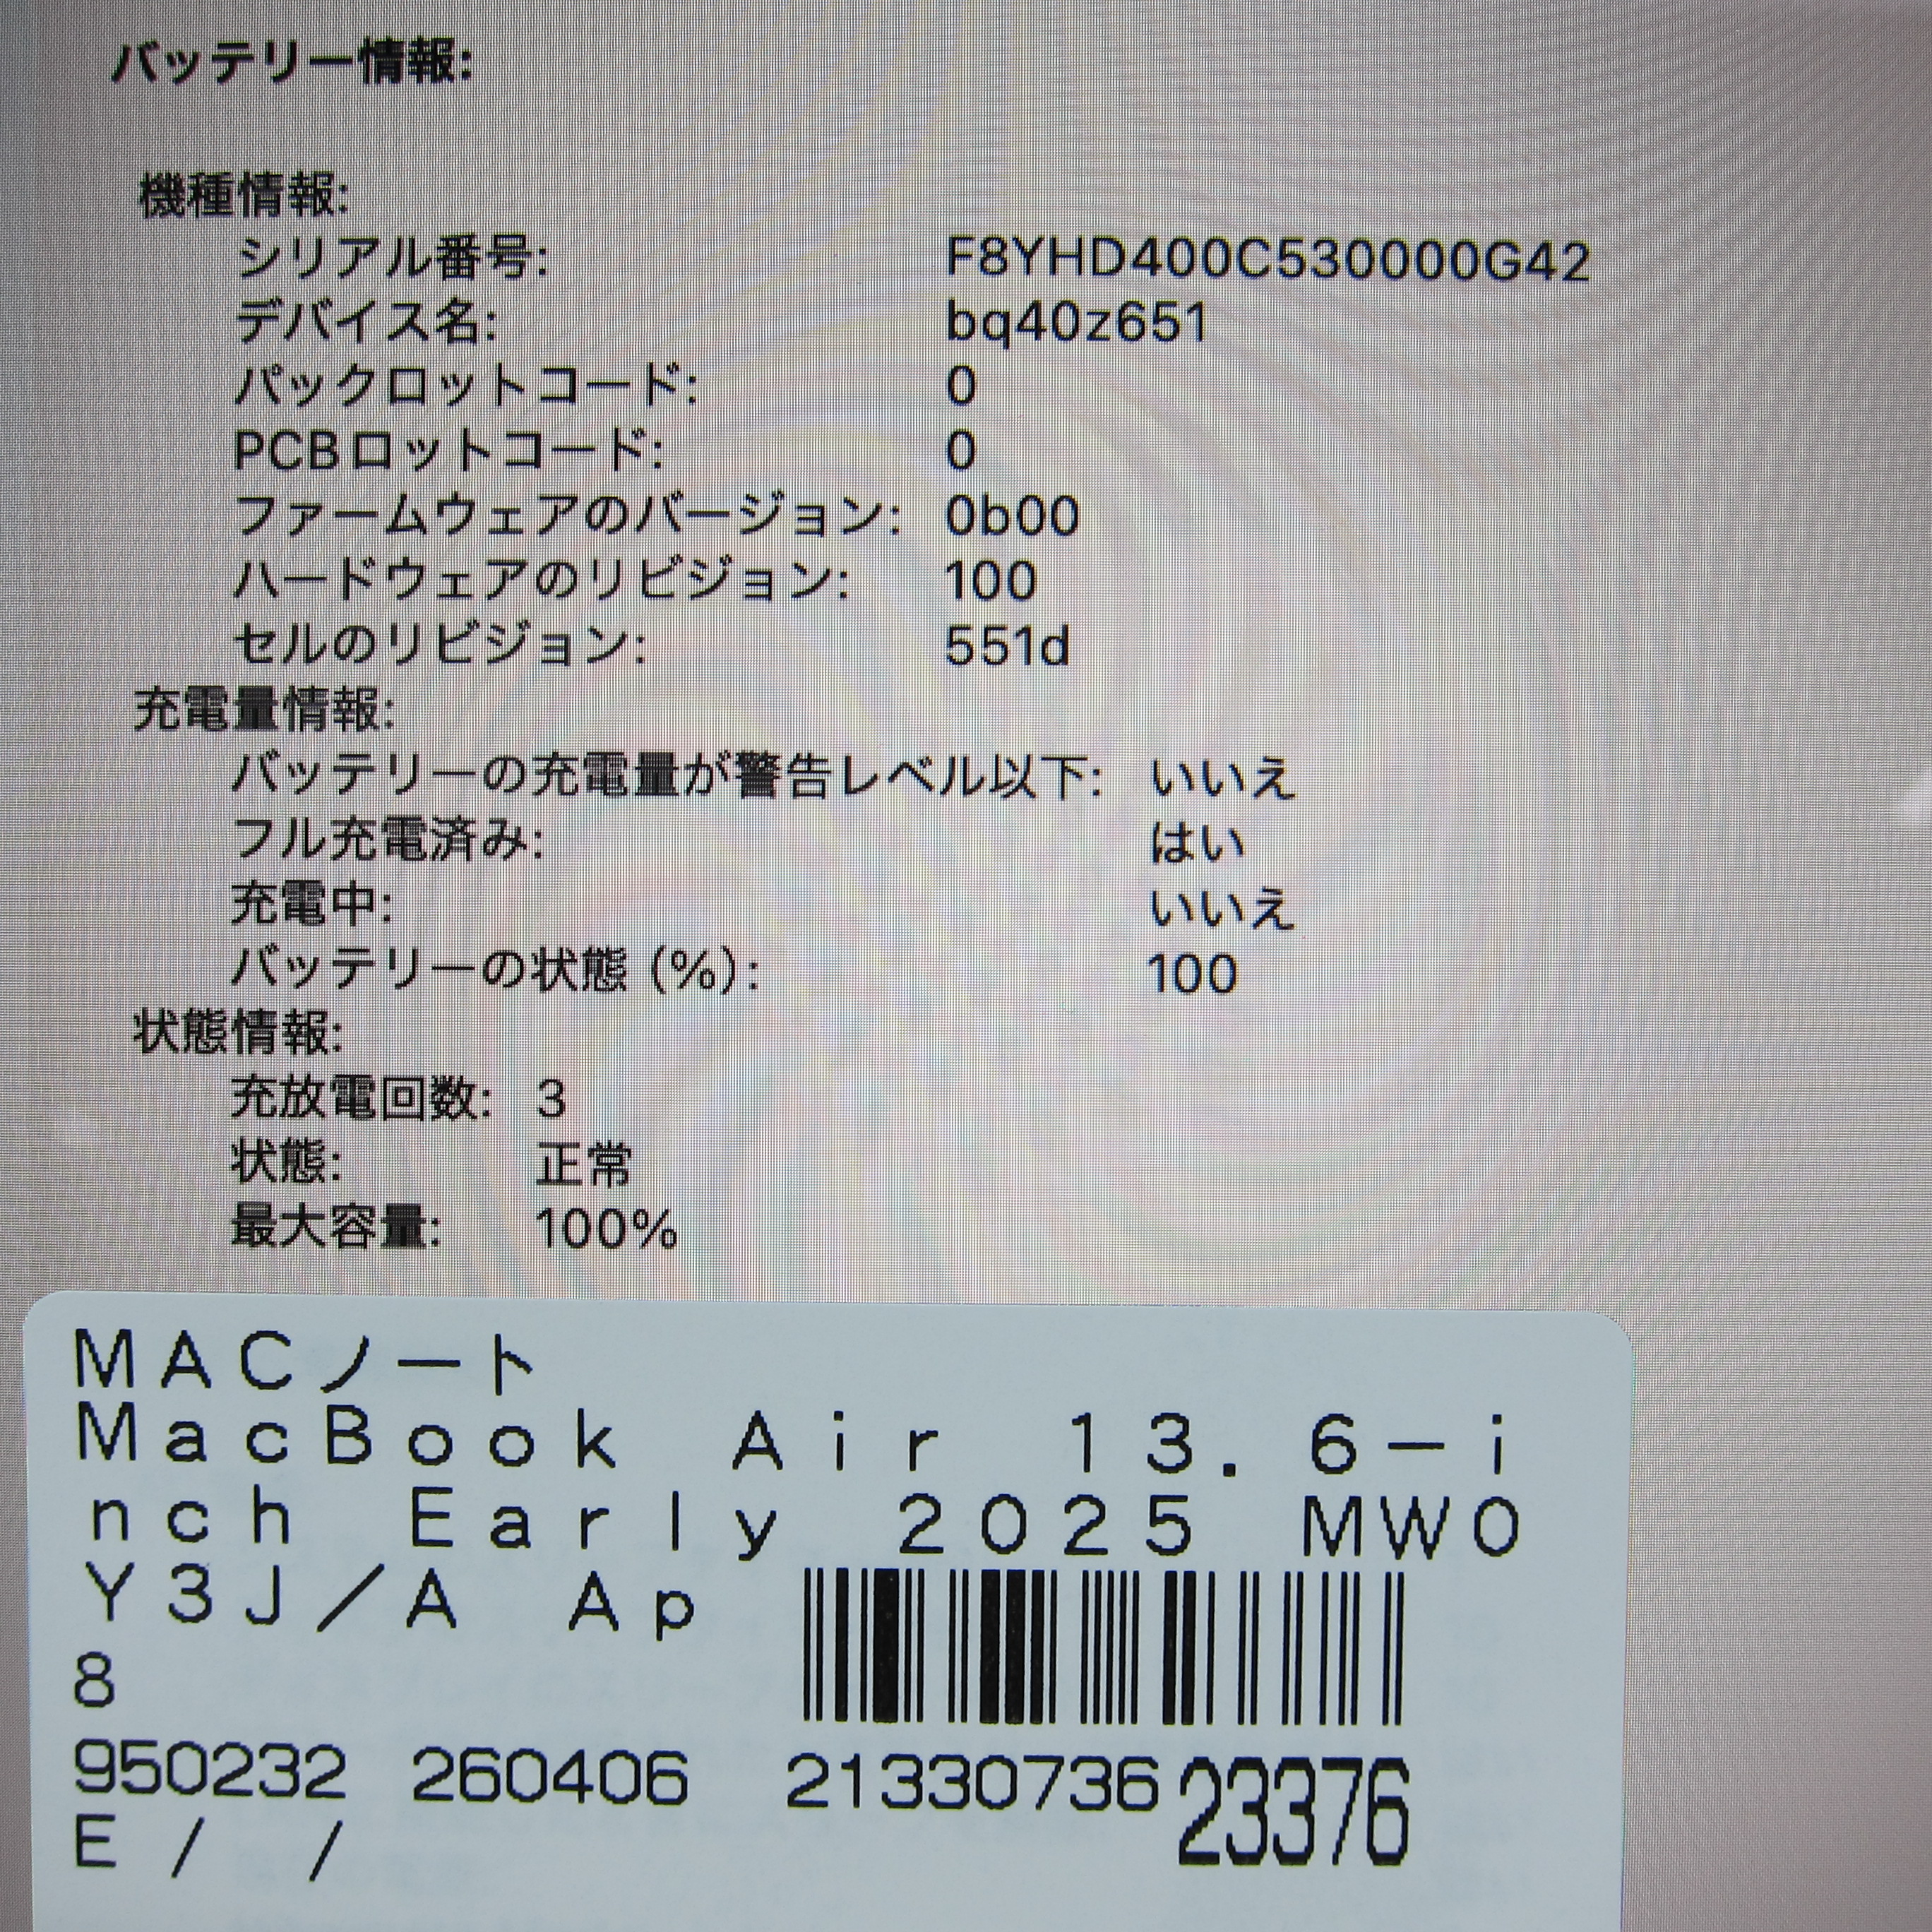 バッテリー情報:
機種情報:
シリアル番号: F8YHD400C530000G42
デバイス名: bq40z651
パックロットコード: 0
PCBロットコード: 0
ファームウェアのバージョン: 0b00
ハードウェアのリビジョン: 100
セルのリビジョン: 551d
充電量情報:
バッテリーの充電量が警告レベル以下: いいえ
フル充電済み: はい
充電中: いいえ
バッテリーの状態 (%): 100
状態情報:
充放電回数: 3
状態: 正常
最大容量: 100%
MACノート
MacBook Air 13.6-i
nch Early 2025 MW0
Y3J/A Ap
8
950232 260406 21330736 23376
E / /